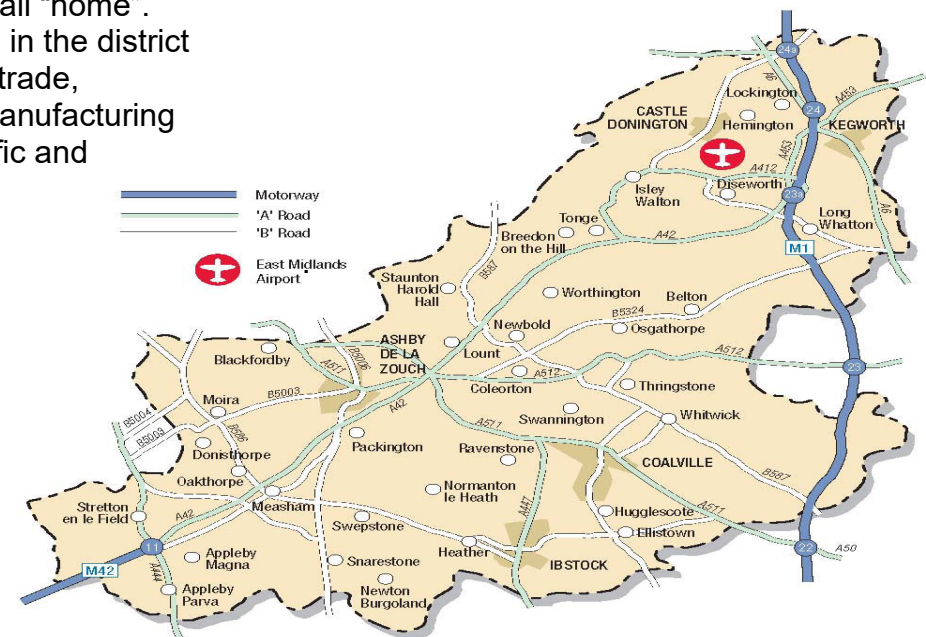 all “home”.
in the district
trade,
anufacturing
fic and
Motorway
'A' Road
'B' Road
East Midlands
Airport
24a
A6
Lockington
A453
CASTLE
DONINGTON
Hemington
24
KEGWORTH
A453
A412
Isley
Walton
Diseworth
23a
A6
Tonge
Long
Whatton
Breedon
on the Hill
A42
M1
B587
Staunton
Harold
Hall
Worthington
Belton
B5324
Newbold
Osgathorpe
ASHBY
DE LA
ZOUCH
Lount
B5006
Blackfordby
A511
A512
23
Coleorton
A512
Thringstone
B5003
Moira
A42
Swannington
Whitwick
B5004
B5003
B506
A511
Packington
Ravenstone
COALVILLE
Donisthorpe
B587
Oakthorpe
Normanton
le Heath
Measham
A447
Stretton
en le Field
A42
Hugglescote
A511
Swepstone
Ellistown
11
Heather
22
A50
Appleby
Magna
Snarestone
IBSTOCK
M42
A444
Newton
Burgoland
Appleby
Parva